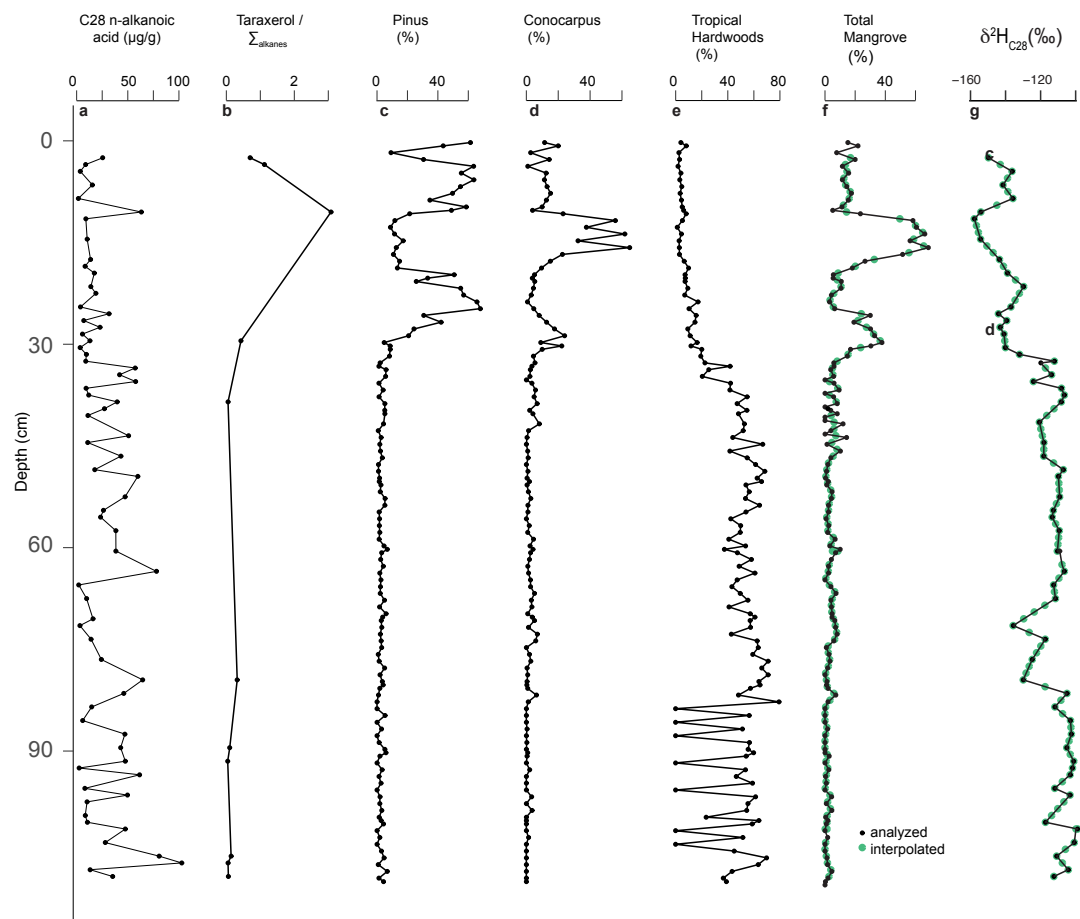 C28 n-alkanoic
acid (μg/g)
Taraxerol /
Σalkanes
Pinus
(%)
Conocarpus
(%)
Tropical
Hardwoods
(%)
Total
Mangrove
(%)
δ²HC28(‰)
0 50 100
0 2
0 40
0 40
0 40 80
0 40
−160 −120
a b c d e f g
0
30
60
90
Depth (cm)
c
d
analyzed
interpolated